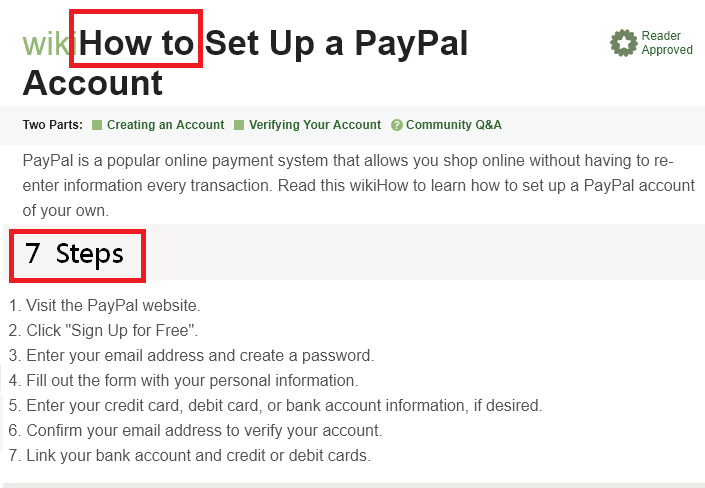 wikiHow to Set Up a PayPal
Account
Reader
Approved
Two Parts: Creating an Account Verifying Your Account ? Community Q&A
PayPal is a popular online payment system that allows you shop online without having to re-
enter information every transaction. Read this wikiHow to learn how to set up a PayPal account
of your own.
7 Steps
1. Visit the PayPal website.
2. Click "Sign Up for Free".
3. Enter your email address and create a password.
4. Fill out the form with your personal information.
5. Enter your credit card, debit card, or bank account information, if desired.
6. Confirm your email address to verify your account.
7. Link your bank account and credit or debit cards.